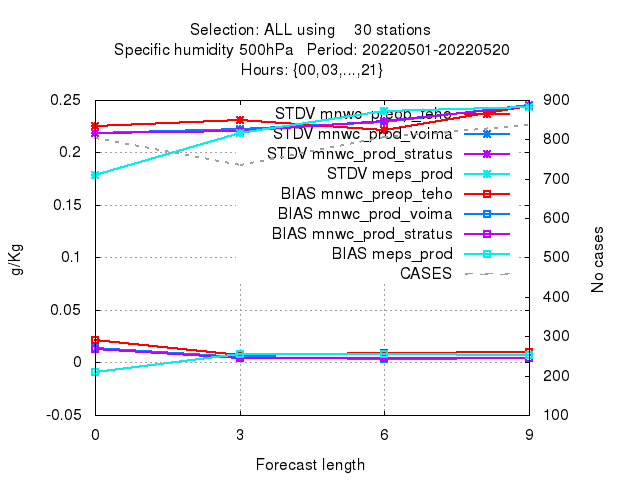 Selection: ALL using 30 stations
Specific humidity 500hPa Period: 20220501-20220520
Hours: {00,03,...,21}
0.25
0.2
0.15
0.1
0.05
0
-0.05
g/Kg
STDV mnwc_preop_teho
STDV mnwc_prod_voima
STDV mnwc_prod_stratus
STDV meps_prod
BIAS mnwc_preop_teho
BIAS mnwc_prod_voima
BIAS mnwc_prod_stratus
BIAS meps_prod
CASES
900
800
700
600
500
400
300
200
100
No cases
0 3 6 9
Forecast length